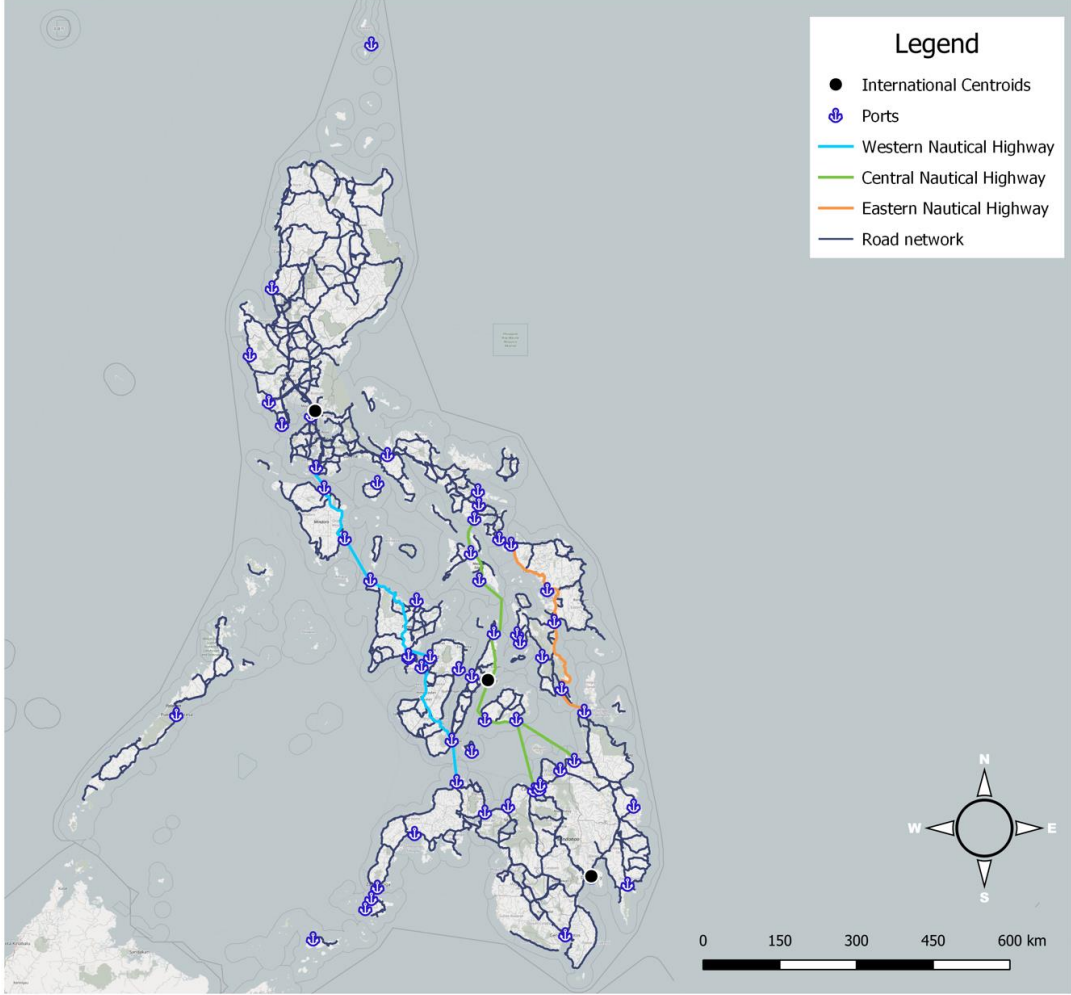 Legend
International Centroids
Ports
Western Nautical Highway
Central Nautical Highway
Eastern Nautical Highway
Road network
N
W
E
S
0 150 300 450 600 km